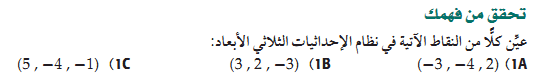 تحقق من فهمك
عيِّن كلًّا من النقاط الآتية في نظام الإحداثيات الثلاثي الأبعاد:
(−3 , −4 , 2) (1A (3 , 2 , −3) (1B (5 , −4 , −1) (1C